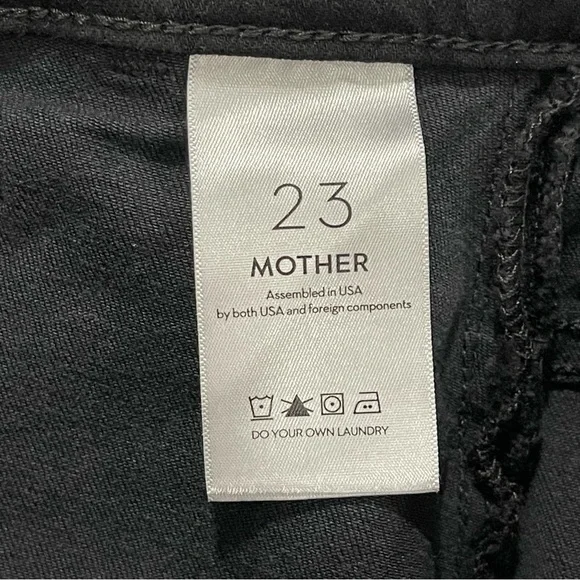 23
MOTHER
Assembled in USA
by both USA and foreign components
DO YOUR OWN LAUNDRY